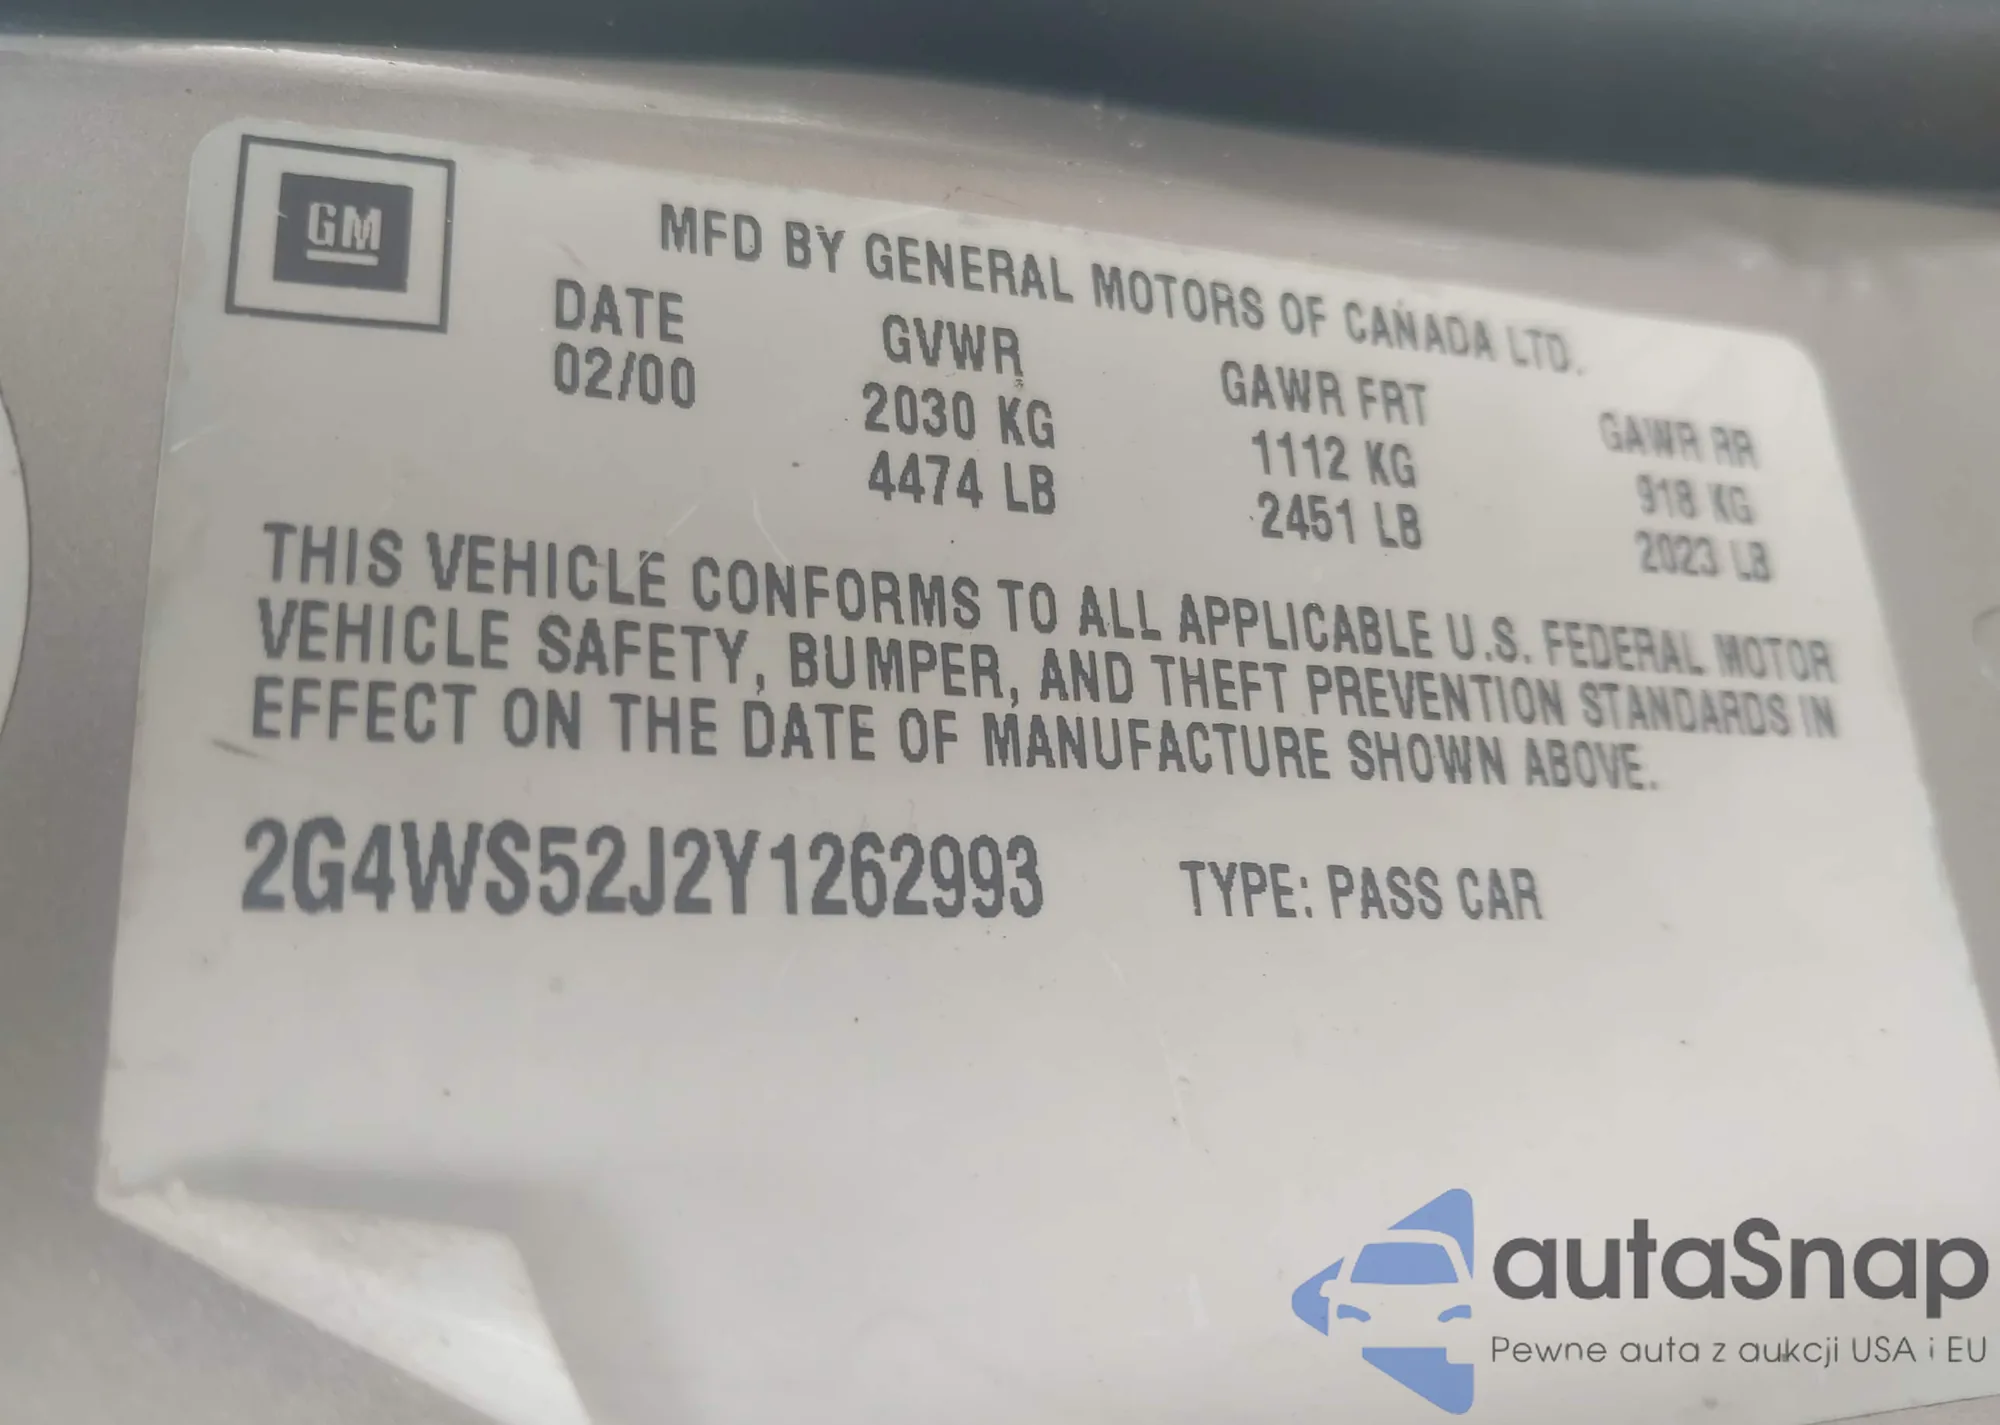 GM
MFD BY GENERAL MOTORS OF CANADA LTD.
DATE GVWR GAWR FRT GAWR RR
02/00 2030 KG 1112 KG 918 KG
4474 LB 2451 LB 2023 LB
THIS VEHICLE CONFORMS TO ALL APPLICABLE U.S. FEDERAL MOTOR
VEHICLE SAFETY, BUMPER, AND THEFT PREVENTION STANDARDS IN
EFFECT ON THE DATE OF MANUFACTURE SHOWN ABOVE.
2G4WS52J2Y1262993 TYPE: PASS CAR
autaSnap
Pewne auta z aukcji USA i EU